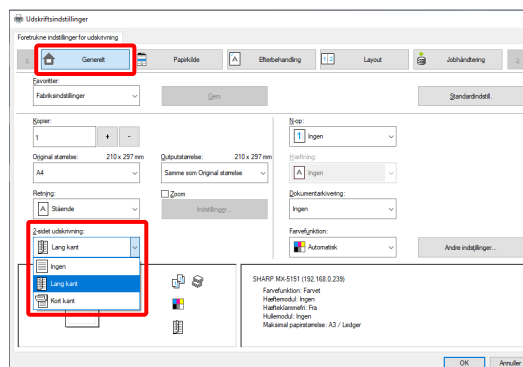 Udskriftsindstillinger
Foretrukne indstillinger for udskrivning
Generelt
Papirkilde
Efterbehandling
Layout
Jobhåndtering
Favoritter:
Fabriksindstillinger
Gem
Standardindstill.
Kopier:
1
+ -
N-op:
1 Ingen
Original størrelse: 210 x 297 mm
A4
Outputstørrelse: 210 x 297 mm
Samme som Original størrelse
Hæftning:
Ingen
Retning:
A Stående
Zoom
Indstillinger...
Dokumentarkivering:
Ingen
2-sidet udskrivning:
Lang kant
Farvefunktion:
Automatisk
Andre indstillinger...
Ingen
Lang kant
Kort kant
SHARP MX-5151 (192.168.0.239)
Farvefunktion: Farvet
Hæftemodul: Ingen
Hæfteklammefri: Fra
Hullemodul: Ingen
Maksimal papirstørrelse: A3 / Ledger
OK
Annuller